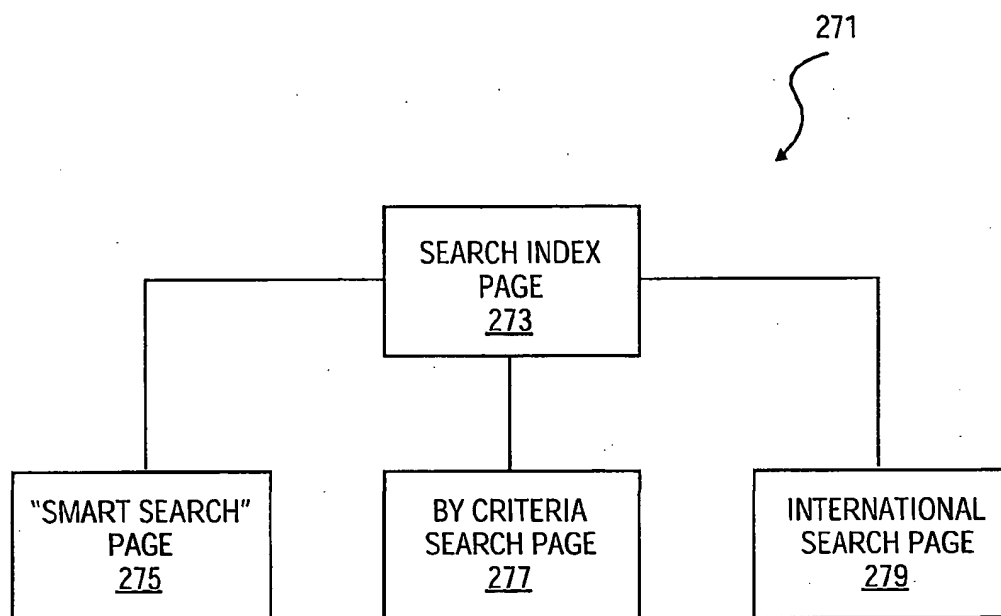 271
SEARCH INDEX
PAGE
273
"SMART SEARCH"
PAGE
275
BY CRITERIA
SEARCH PAGE
277
INTERNATIONAL
SEARCH PAGE
279